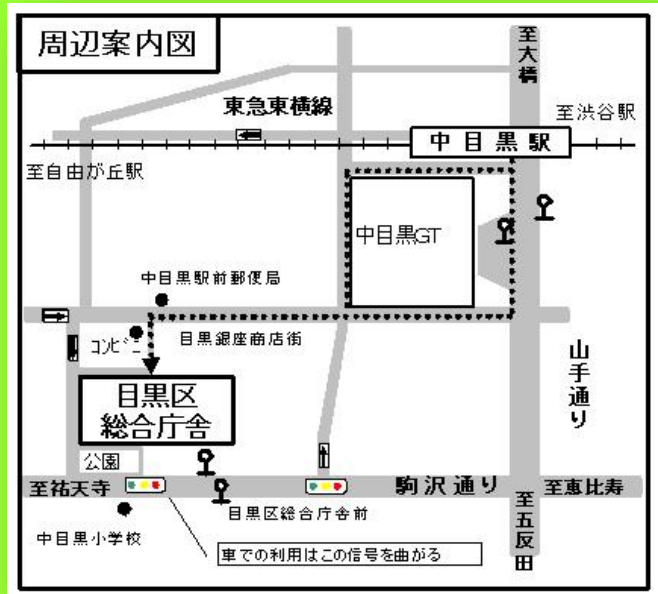 周辺案内図
至大橋
東急東横線
至渋谷駅
中目黒駅
至自由が丘駅
中目黒GT
中目黒駅前郵便局
コンビニ
目黒銀座商店街
山手通り
目黒区
総合庁舎
公園
至祐天寺
駒沢通り
至恵比寿
目黒区総合庁舎前
至五反田
中目黒小学校
車での利用はこの信号を曲がる